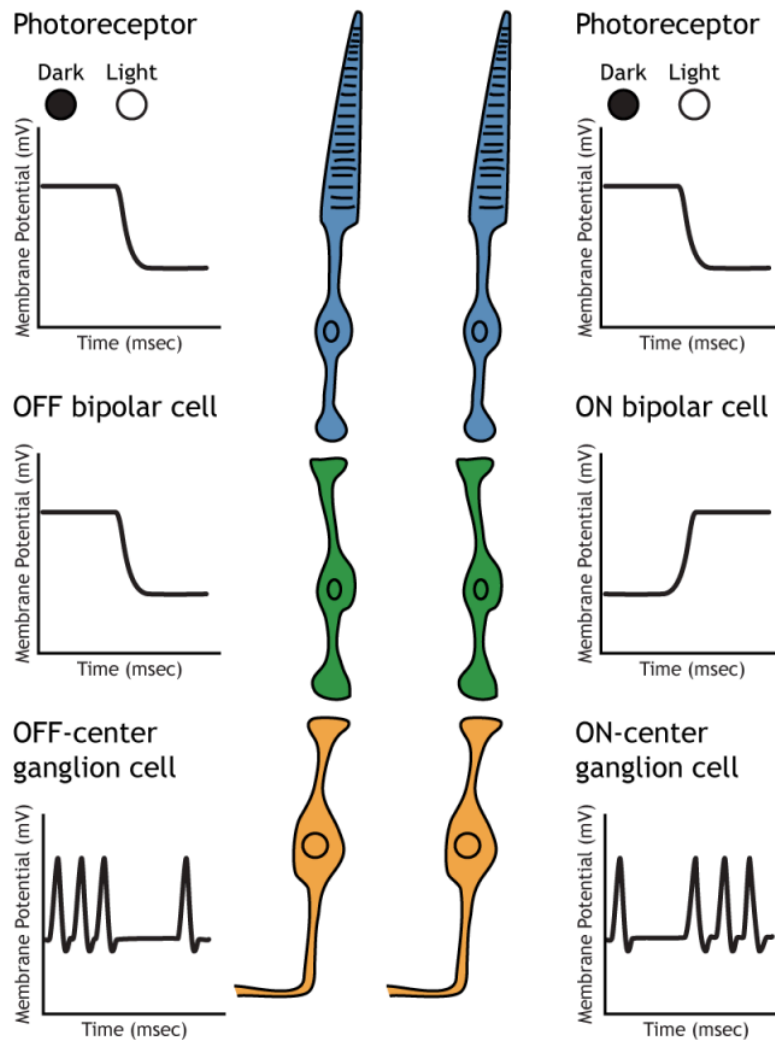 Photoreceptor
Dark Light
Membrane Potential (mV)
Time (msec)
OFF bipolar cell
Membrane Potential (mV)
Time (msec)
OFF-center
ganglion cell
Membrane Potential (mV)
Time (msec)
Photoreceptor
Dark Light
Membrane Potential (mV)
Time (msec)
ON bipolar cell
Membrane Potential (mV)
Time (msec)
ON-center
ganglion cell
Membrane Potential (mV)
Time (msec)